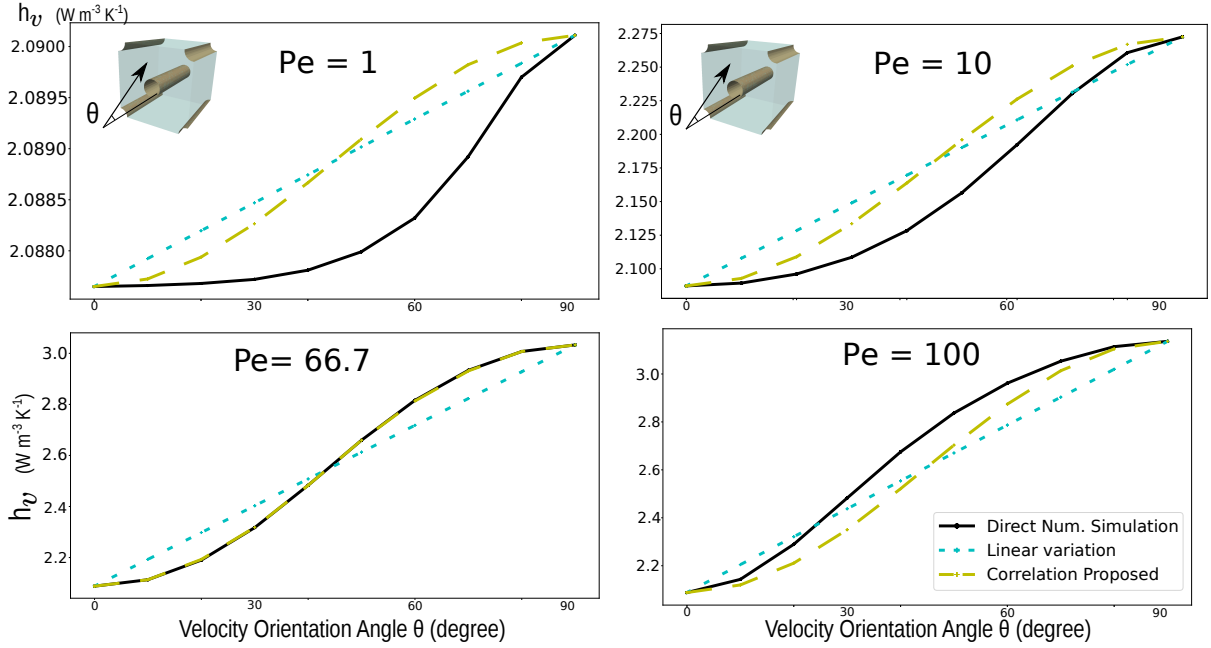 h𝑣 (W m⁻³ K⁻¹)
2.0900
2.0895
2.0890
2.0885
2.0880
Pe = 1
θ
0 30 60 90
2.275
2.250
2.225
2.200
2.175
2.150
2.125
2.100
Pe = 10
θ
0 30 60 90
h𝑣 (W m⁻³ K⁻¹)
3.0
2.8
2.6
2.4
2.2
Pe= 66.7
0 30 60 90
Velocity Orientation Angle θ (degree)
3.0
2.8
2.6
2.4
2.2
Pe = 100
Direct Num. Simulation
Linear variation
Correlation Proposed
0 30 60 90
Velocity Orientation Angle θ (degree)